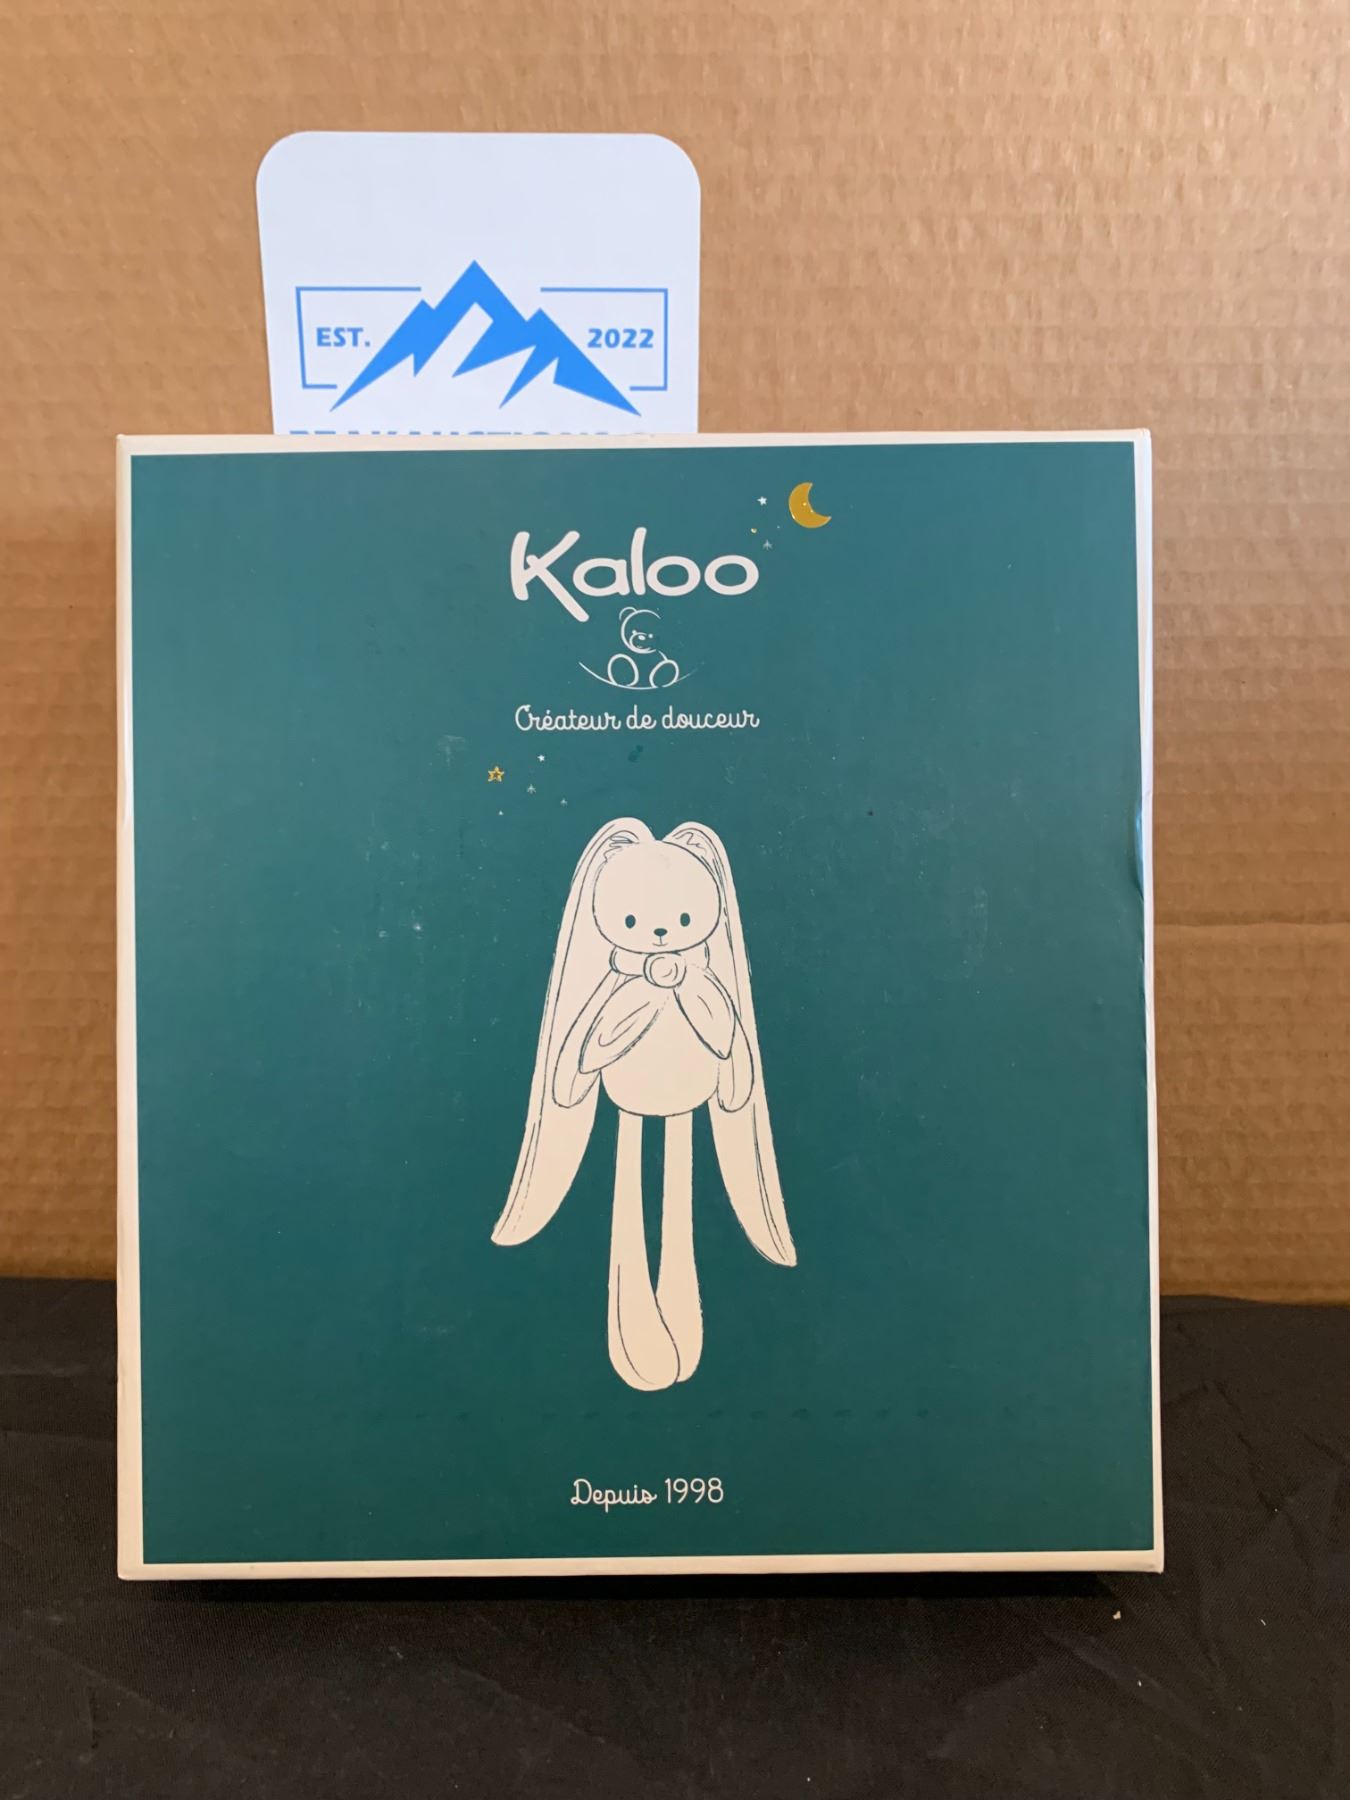 EST. 2022
Kaloo
Créateur de douceur
Depuis 1998